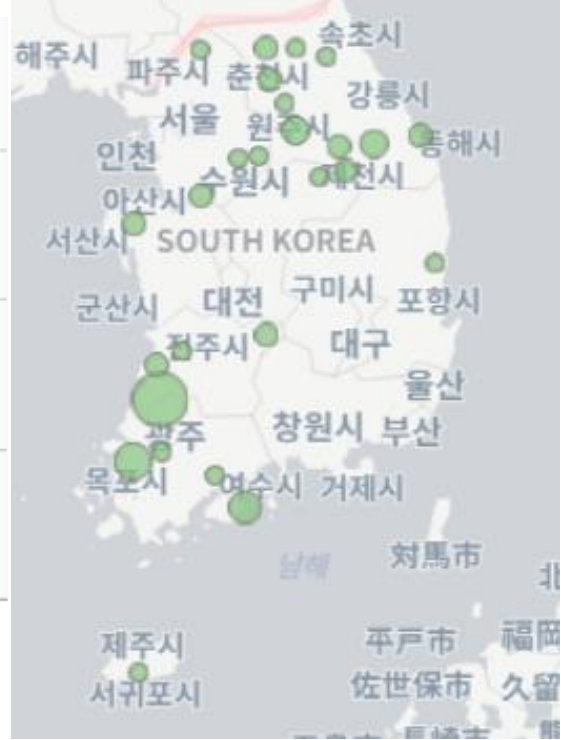 속초시
해주시
파주시
춘천시
강릉시
서울
원주시
동해시
인천
수원시
제천시
아산시
서산시
SOUTH KOREA
군산시
대전
구미시
포항시
전주시
대구
울산
광주
창원시
부산
목포시
여수시
거제시
남해
対馬市
北
제주시
平戸市
福岡
서귀포시
佐世保市
久留
長崎市